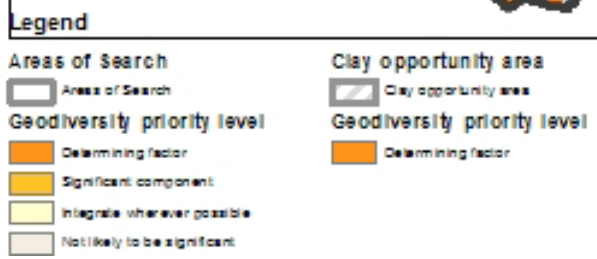 Legend
Areas of Search
Areas of Search
Geodiversity priority level
Determining factor
Significant component
Integrate wherever possible
Not likely to be significant
Clay opportunity area
Clay opportunity area
Geodiversity priority level
Determining factor